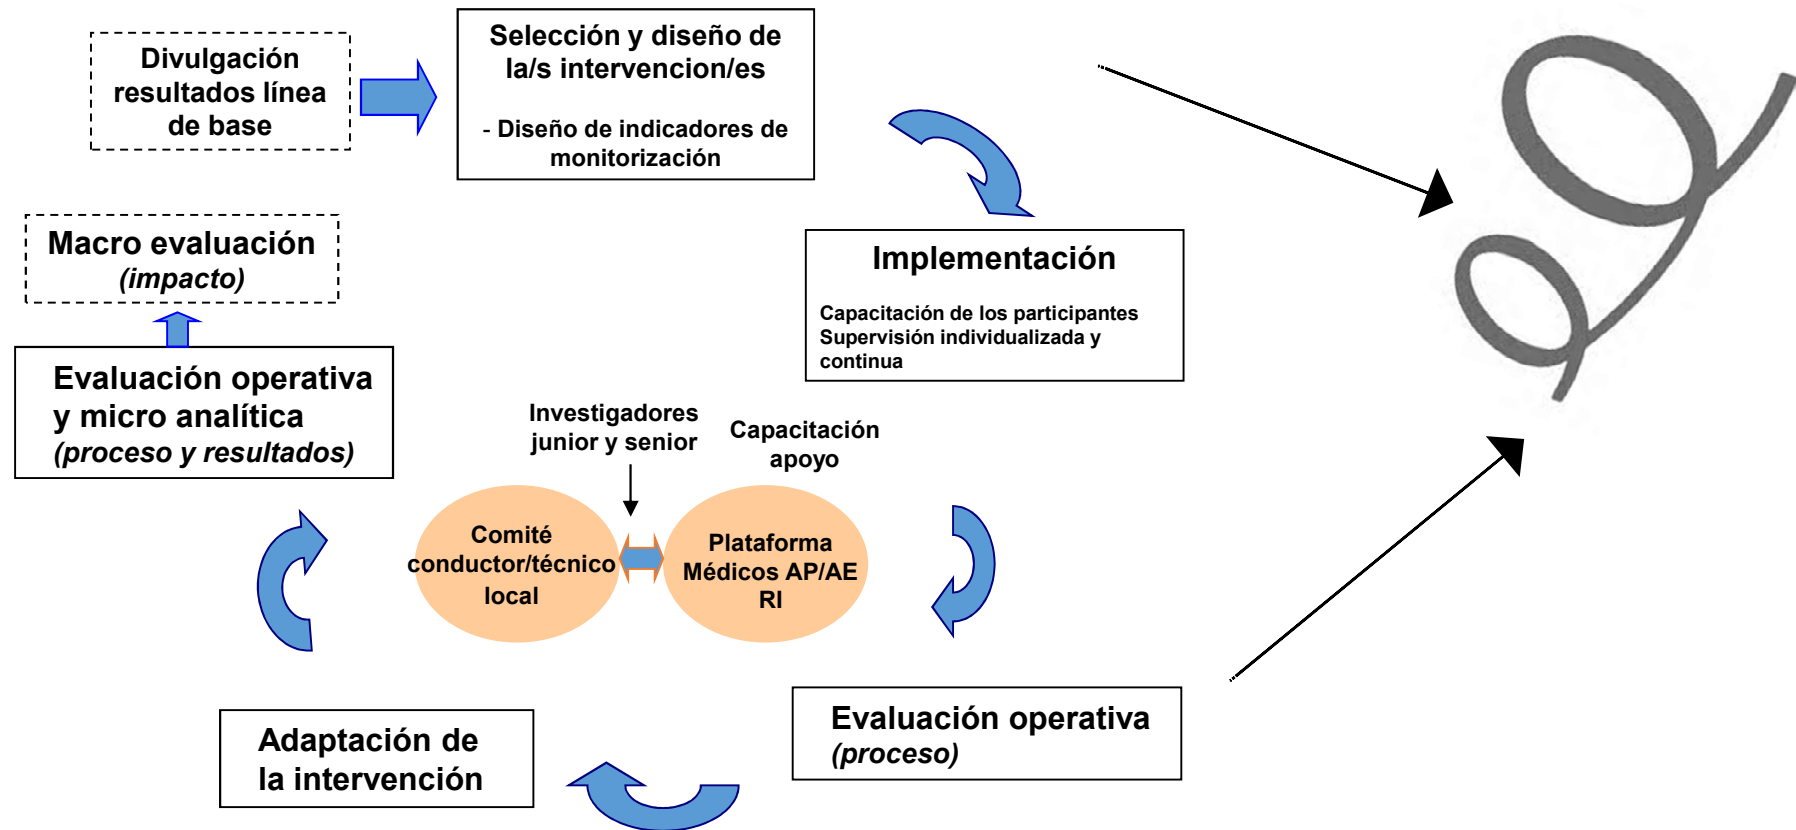 Divulgación
resultados línea
de base
Selección y diseño de
la/s intervencion/es
- Diseño de indicadores de
monitorización
Macro evaluación
(impacto)
Implementación
Capacitación de los participantes
Supervisión individualizada y
continua
Evaluación operativa
y micro analítica
(proceso y resultados)
Investigadores
junior y senior
Capacitación
apoyo
Comité
conductor/técnico
local
Plataforma
Médicos AP/AE
RI
Adaptación de
la intervención
Evaluación operativa
(proceso)